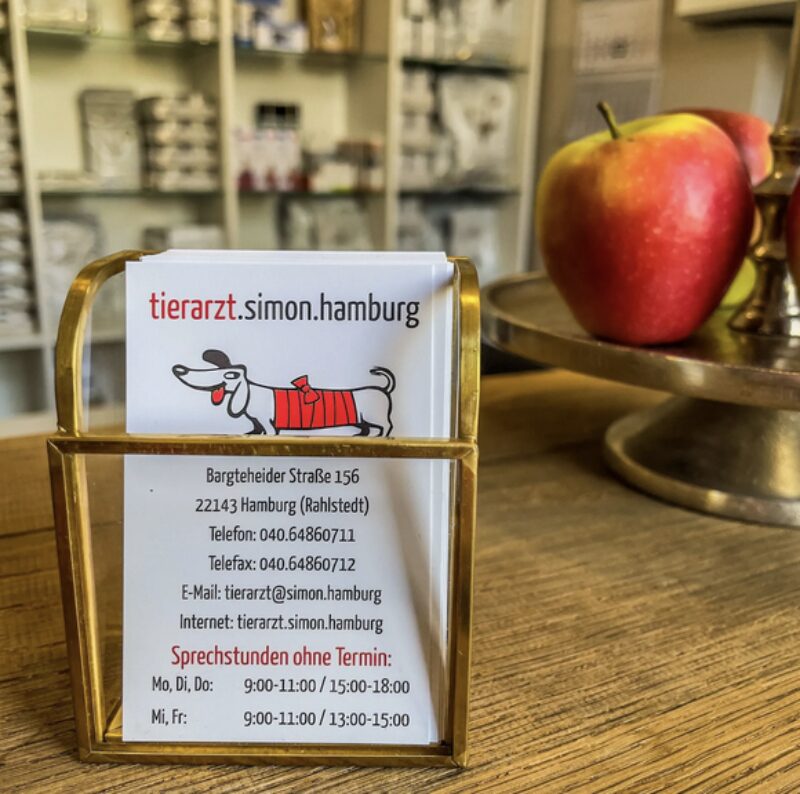 tierarzt.simon.hamburg
Bargteheider Straße 156
22143 Hamburg (Rahlstedt)
Telefon: 040.64860711
Telefax: 040.64860712
E-Mail: tierarzt@simon.hamburg
Internet: tierarzt.simon.hamburg
Sprechstunden ohne Termin:
Mo, Di, Do: 9:00-11:00 / 15:00-18:00
Mi, Fr: 9:00-11:00 / 13:00-15:00